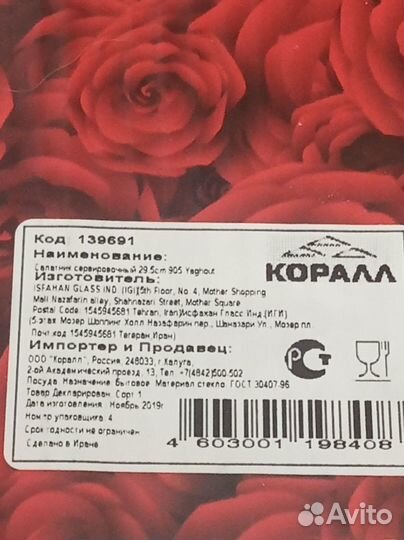 Код: 139691
Наименование:
Салатник сервировочный 29.5см 905 Yaghout
Изготовитель:
ISFAHAN GLASS IND. (IGI)5th Floor, No. 4, Mother Shopping
Mall Nazafarin alley, Shahnazari Street, Mother Square
Postal Code: 1545945681 Tehran, Iran)Исфахан Гласс Инд.(ИГИ)
(5-этаж Мозер Шоппинг Холл Назафарин пер., Шаназари Ул., Мозер пл.
Почт код. 1545945681 Тегеран Иран)
Импортер и Продавец:
ООО "Коралл", Россия, 248033, г.Калуга,
2-ой Академический проезд, 13, Тел. +7(4842)500-502
Посуда. Назначение: Бытовое. Материал стекло. ГОСТ 30407-96
Товар Декларирован. Сорт 1
Дата изготовления: Ноябрь 2019г.
Номер упаковщика: 4
Срок годности не ограничен
Сделано в Иране
КОРАЛЛ
РСТ
4 603001 198408
Avito